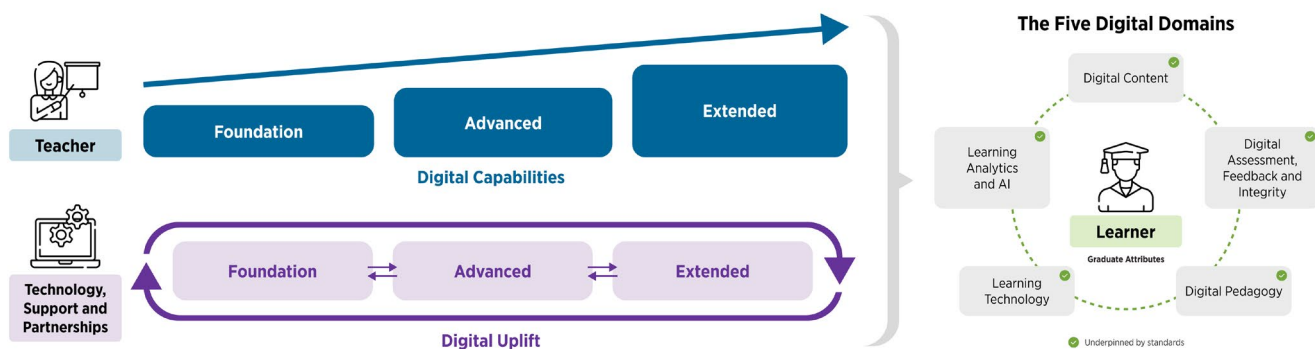 Teacher
Foundation
Advanced
Extended
Digital Capabilities
Technology,
Support and
Partnerships
Foundation
Advanced
Extended
Digital Uplift
The Five Digital Domains
Digital Content
Learning
Analytics
and AI
Digital
Assessment,
Feedback and
Integrity
Learner
Graduate Attributes
Learning
Technology
Digital Pedagogy
Underpinned by standards